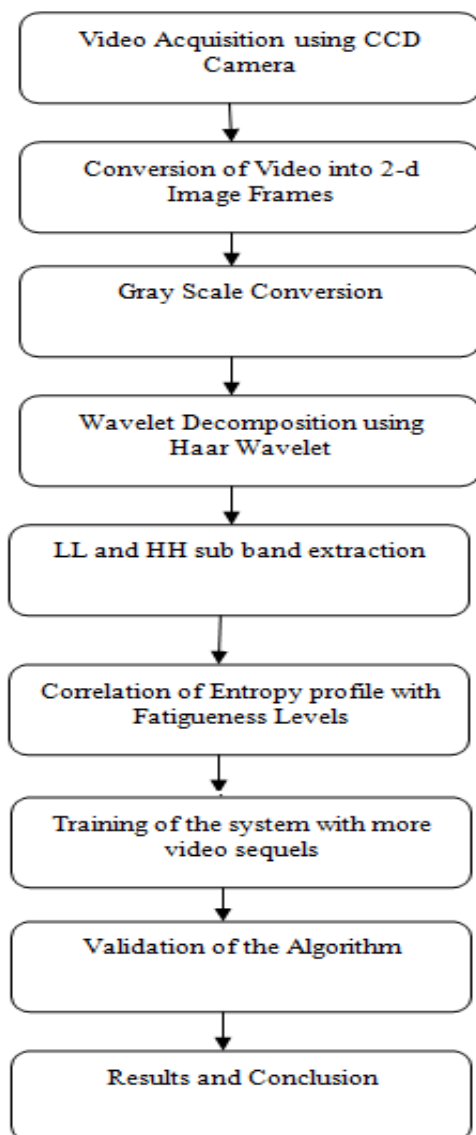 Video Acquisition using CCD
Camera
Conversion of Video into 2-d
Image Frames
Gray Scale Conversion
Wavelet Decomposition using
Haar Wavelet
LL and HH sub band extraction
Correlation of Entropy profile with
Fatigueness Levels
Training of the system with more
video sequels
Validation of the Algorithm
Results and Conclusion